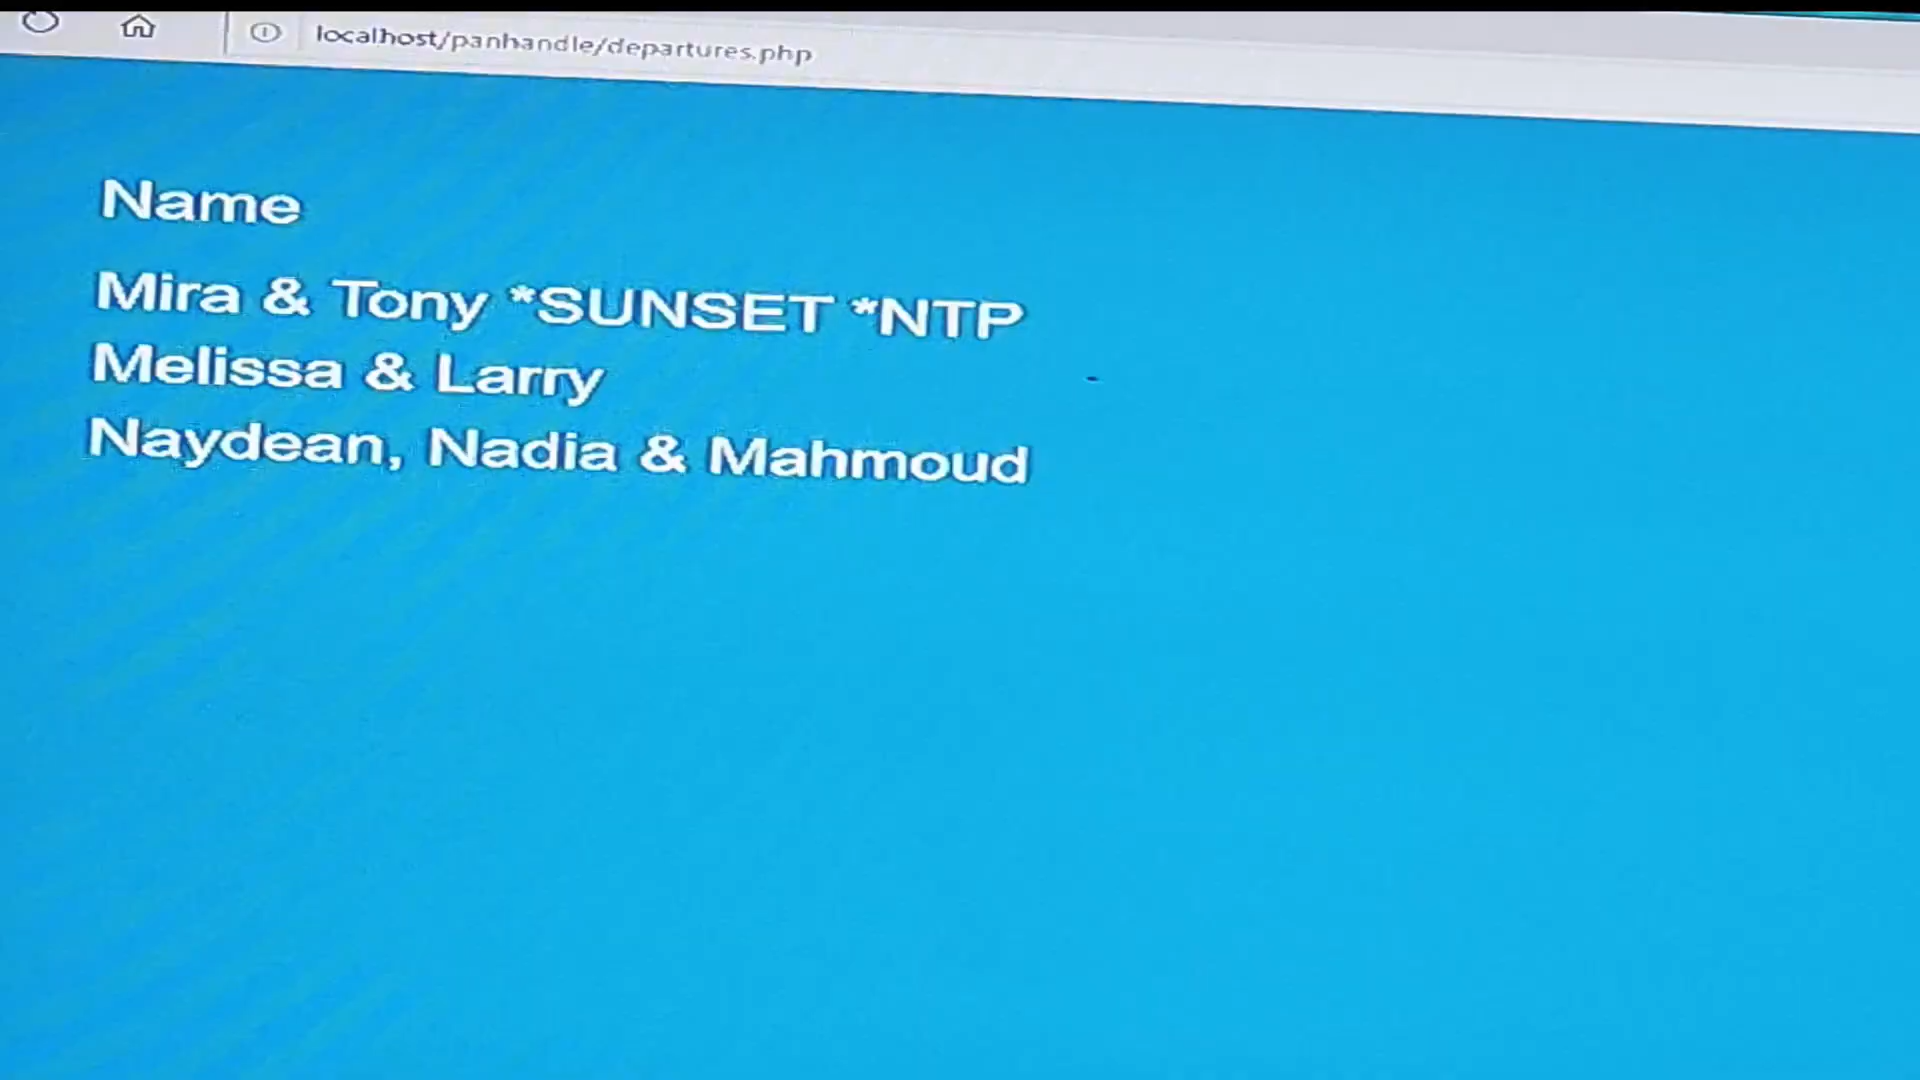 localhost/panhandle/departures.php
Name
Mira & Tony *SUNSET *NTP
Melissa & Larry
Naydean, Nadia & Mahmoud